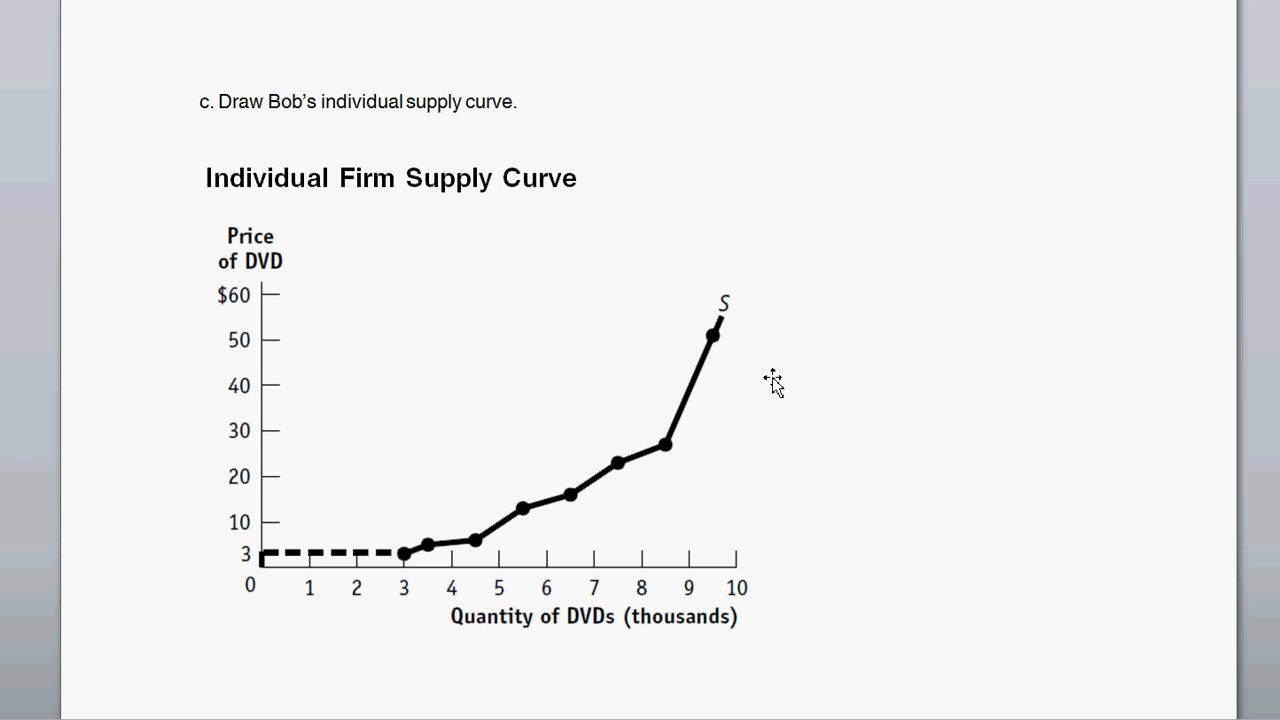 c. Draw Bob’s individual supply curve.
Individual Firm Supply Curve
Price
of DVD
$60
50
40
30
20
10
3
S
0 1 2 3 4 5 6 7 8 9 10
Quantity of DVDs (thousands)